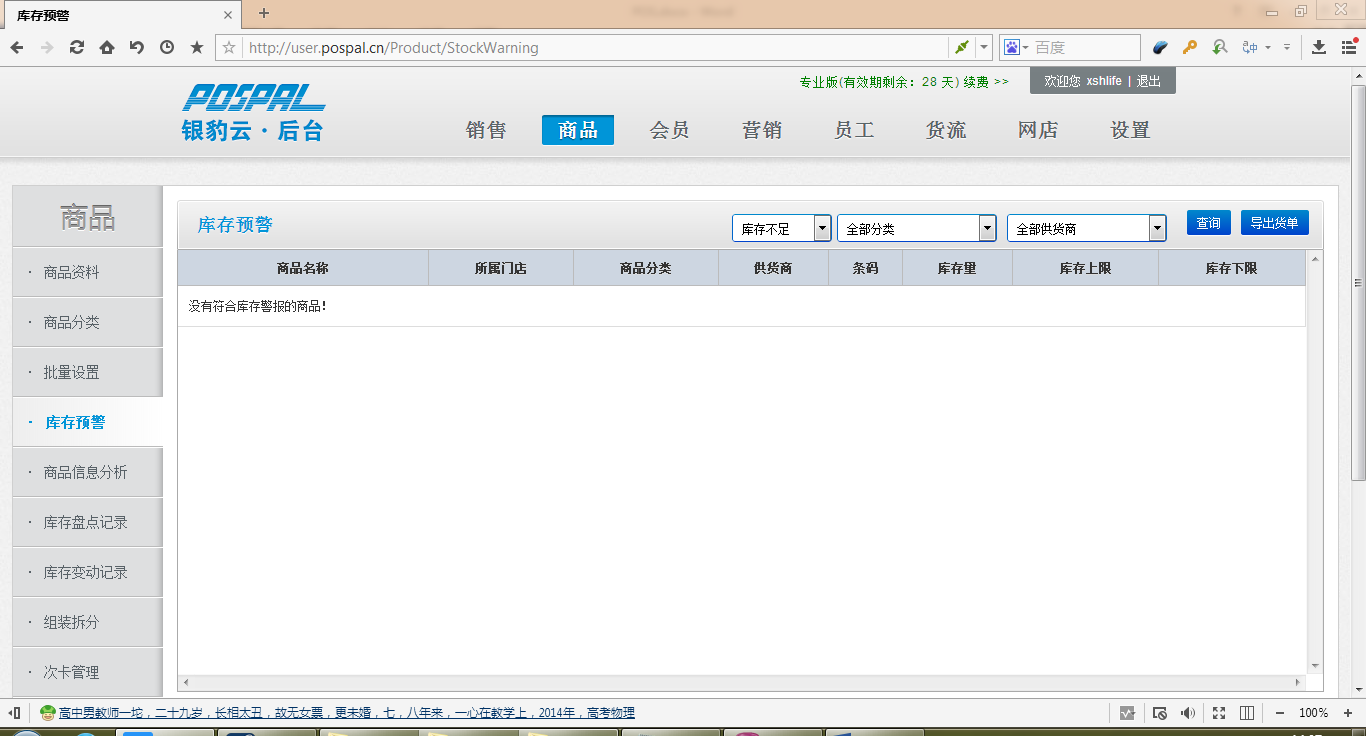 库存预警
http://user.pospal.cn/Product/StockWarning
百度
专业版(有效期剩余：28 天) 续费 >>
欢迎您 xshlife | 退出
POSPAL
银豹云·后台
销售 商品 会员 营销 员工 货流 网店 设置
商品
· 商品资料
· 商品分类
· 批量设置
· 库存预警
· 商品信息分析
· 库存盘点记录
· 库存变动记录
· 组装拆分
· 次卡管理
库存预警
库存不足 全部分类 全部供货商 查询 导出货单
商品名称 所属门店 商品分类 供货商 条码 库存量 库存上限 库存下限
没有符合库存警报的商品！
高中男教师一坨，二十九岁，长相太丑，故无女票，更未婚，七，八年来，一心在教学上，2014年，高考物理
100%